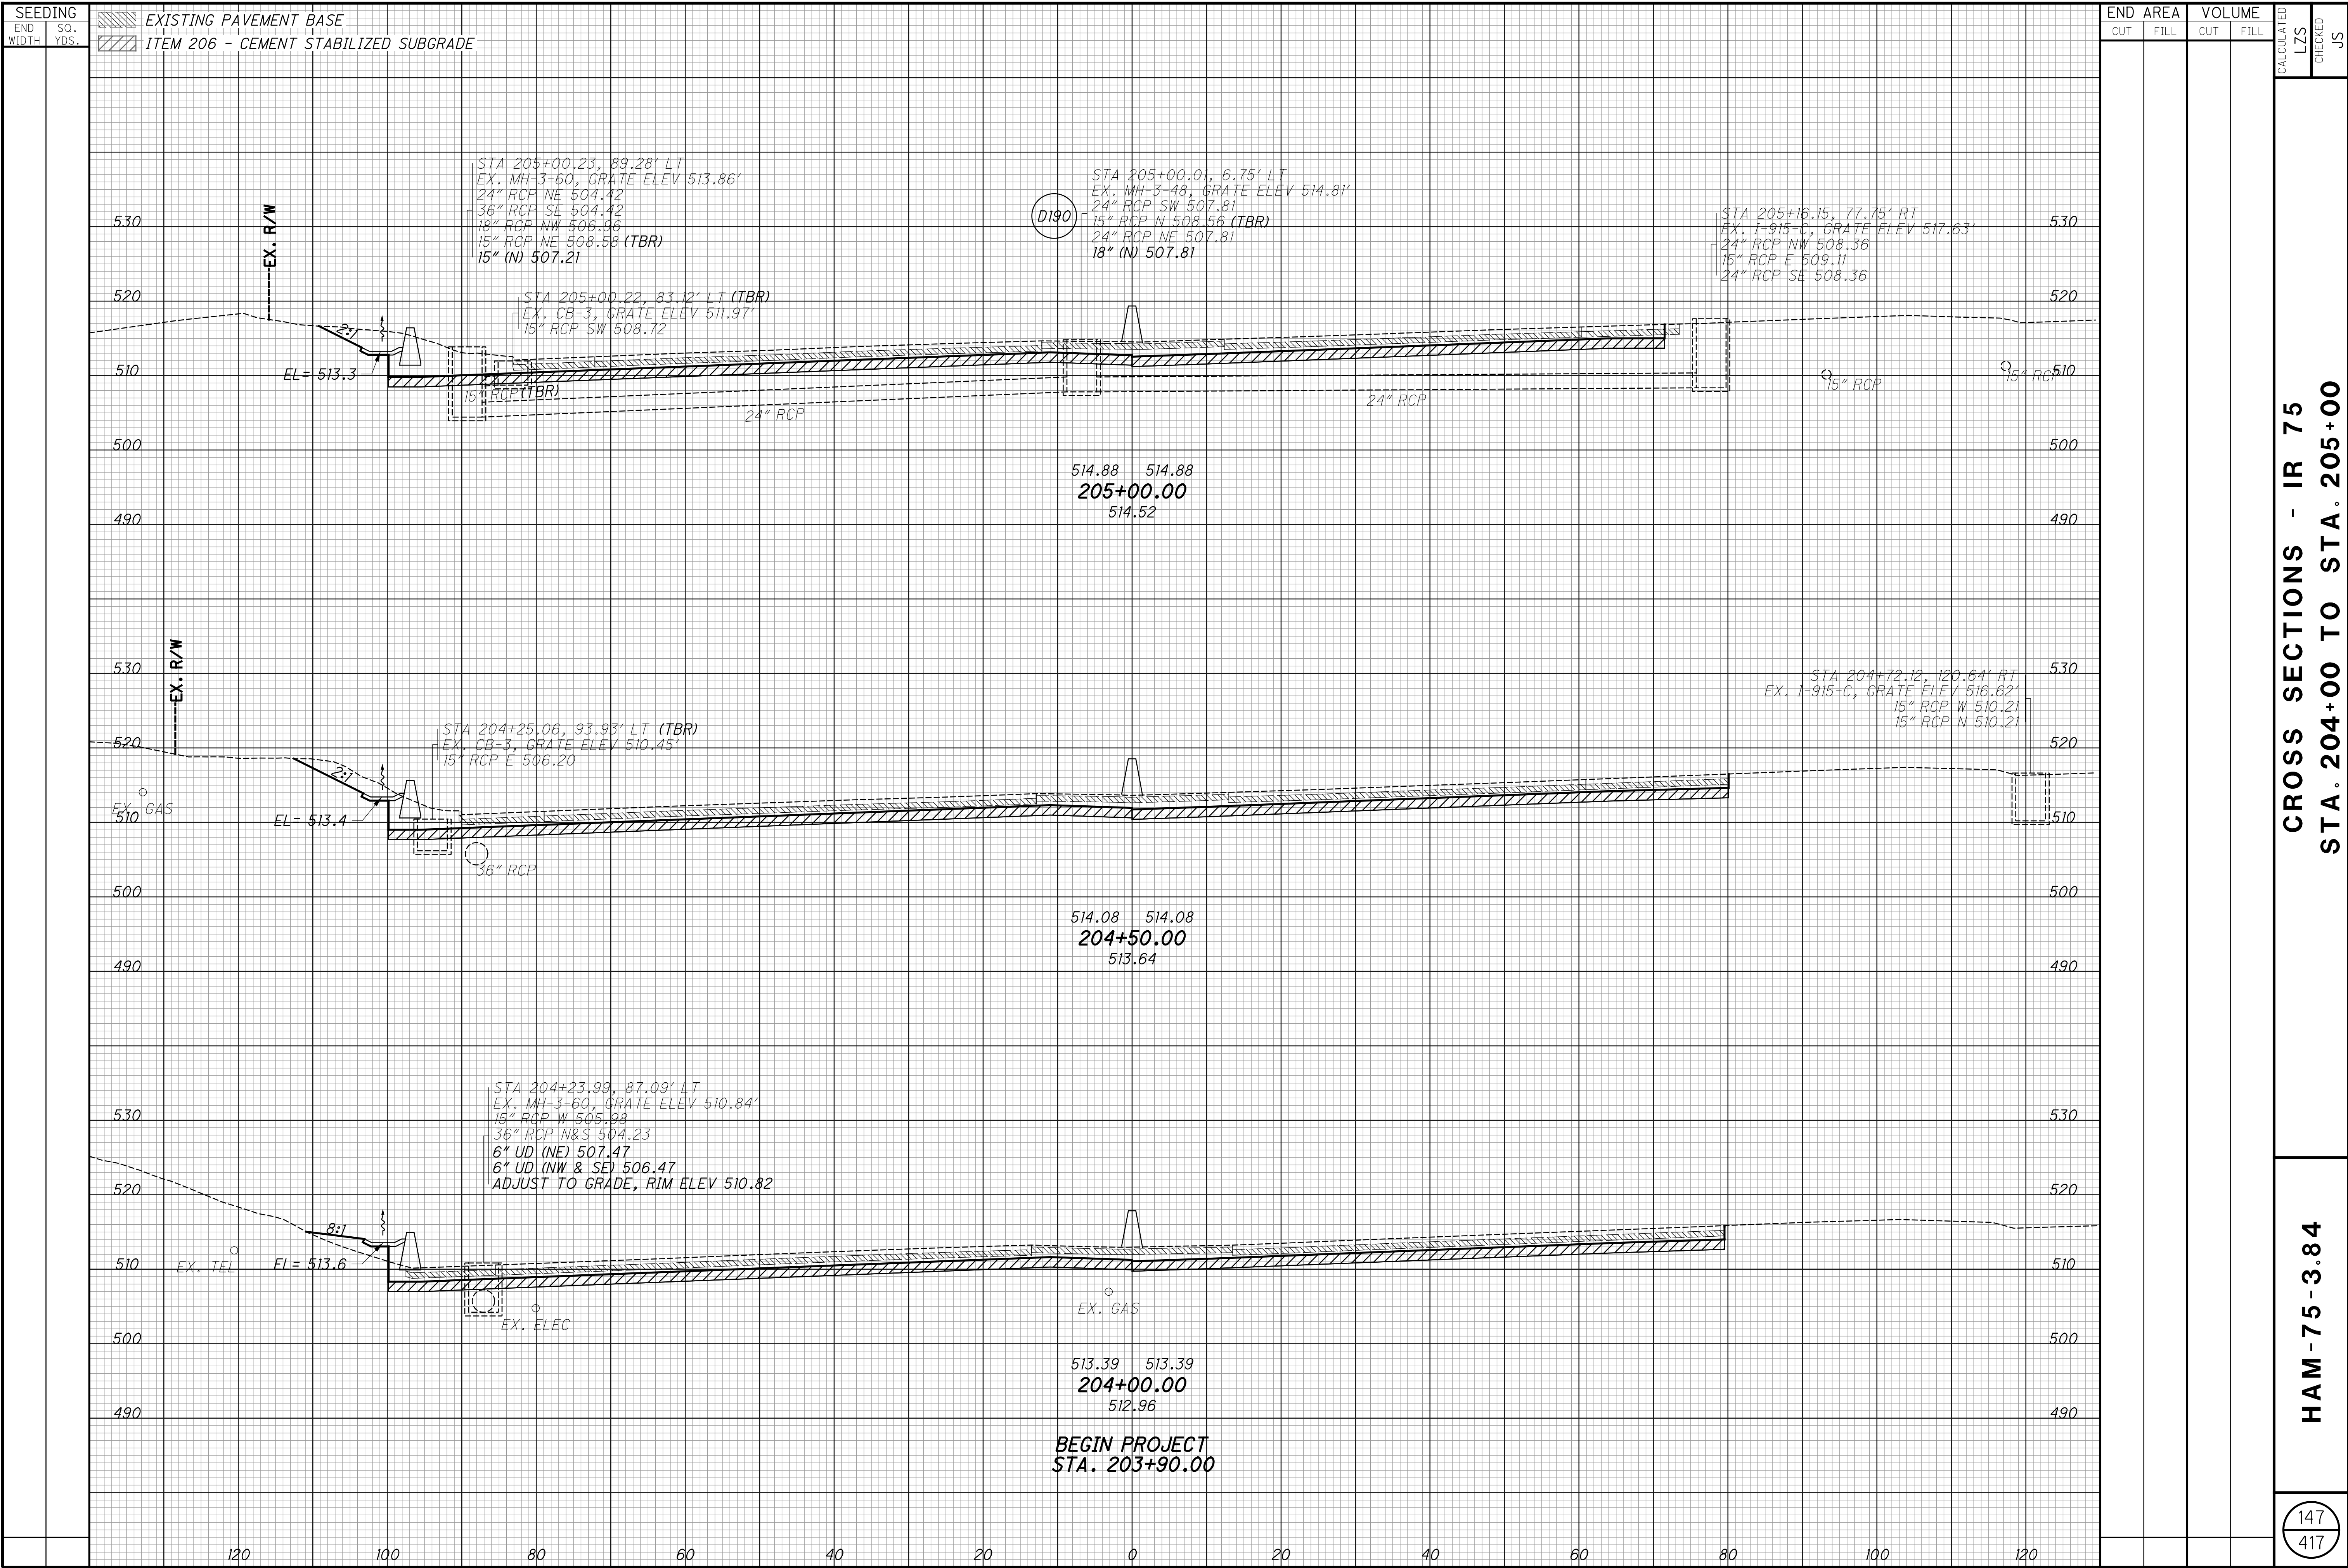 SEEDING
END WIDTH
SQ. YDS.
EXISTING PAVEMENT BASE
ITEM 206 - CEMENT STABILIZED SUBGRADE
END AREA
VOLUME
CUT
FILL
CUT
FILL
CALCULATED
LZS
CHECKED
JS
STA 205+00.23, 89.28' LT
EX. MH-3-60, GRATE ELEV 513.86'
24" RCP NE 504.42
36" RCP SE 504.42
18" RCP NW 506.96
15" RCP NE 508.58 (TBR)
15" (N) 507.21
D190
STA 205+00.01, 6.75' LT
EX. MH-3-48, GRATE ELEV 514.81'
24" RCP SW 507.81
15" RCP N 508.56 (TBR)
24" RCP NE 507.81
18" (N) 507.81
STA 205+16.15, 77.75' RT
EX. I-915-C, GRATE ELEV 517.63'
24" RCP NW 508.36
15" RCP E 509.11
24" RCP SE 508.36
EX. R/W
STA 205+00.22, 83.12' LT (TBR)
EX. CB-3, GRATE ELEV 511.97'
15" RCP SW 508.72
530
530
520
520
2:1
EL= 513.3
510
510
15" RCP
15" RCP
15" RCP (TBR)
24" RCP
24" RCP
500
500
514.88
514.88
205+00.00
514.52
490
490
EX. R/W
530
530
STA 204+72.12, 120.64' RT
EX. I-915-C, GRATE ELEV 516.62'
15" RCP W 510.21
15" RCP N 510.21
STA 204+25.06, 93.93' LT (TBR)
EX. CB-3, GRATE ELEV 510.45'
15" RCP E 506.20
520
520
2:1
EX. GAS
EL= 513.4
510
510
36" RCP
500
500
514.08
514.08
204+50.00
513.64
490
490
STA 204+23.99, 87.09' LT
EX. MH-3-60, GRATE ELEV 510.84'
15" RCP W 505.98
36" RCP N&S 504.23
6" UD (NE) 507.47
6" UD (NW & SE) 506.47
ADJUST TO GRADE, RIM ELEV 510.82
530
530
520
520
8:1
EX. TEL
EL= 513.6
510
510
EX. ELEC
EX. GAS
500
500
513.39
513.39
204+00.00
512.96
490
490
BEGIN PROJECT
STA. 203+90.00
120
100
80
60
40
20
0
20
40
60
80
100
120
CROSS SECTIONS - IR 75
STA. 204+00 TO STA. 205+00
HAM-75-3.84
147
417